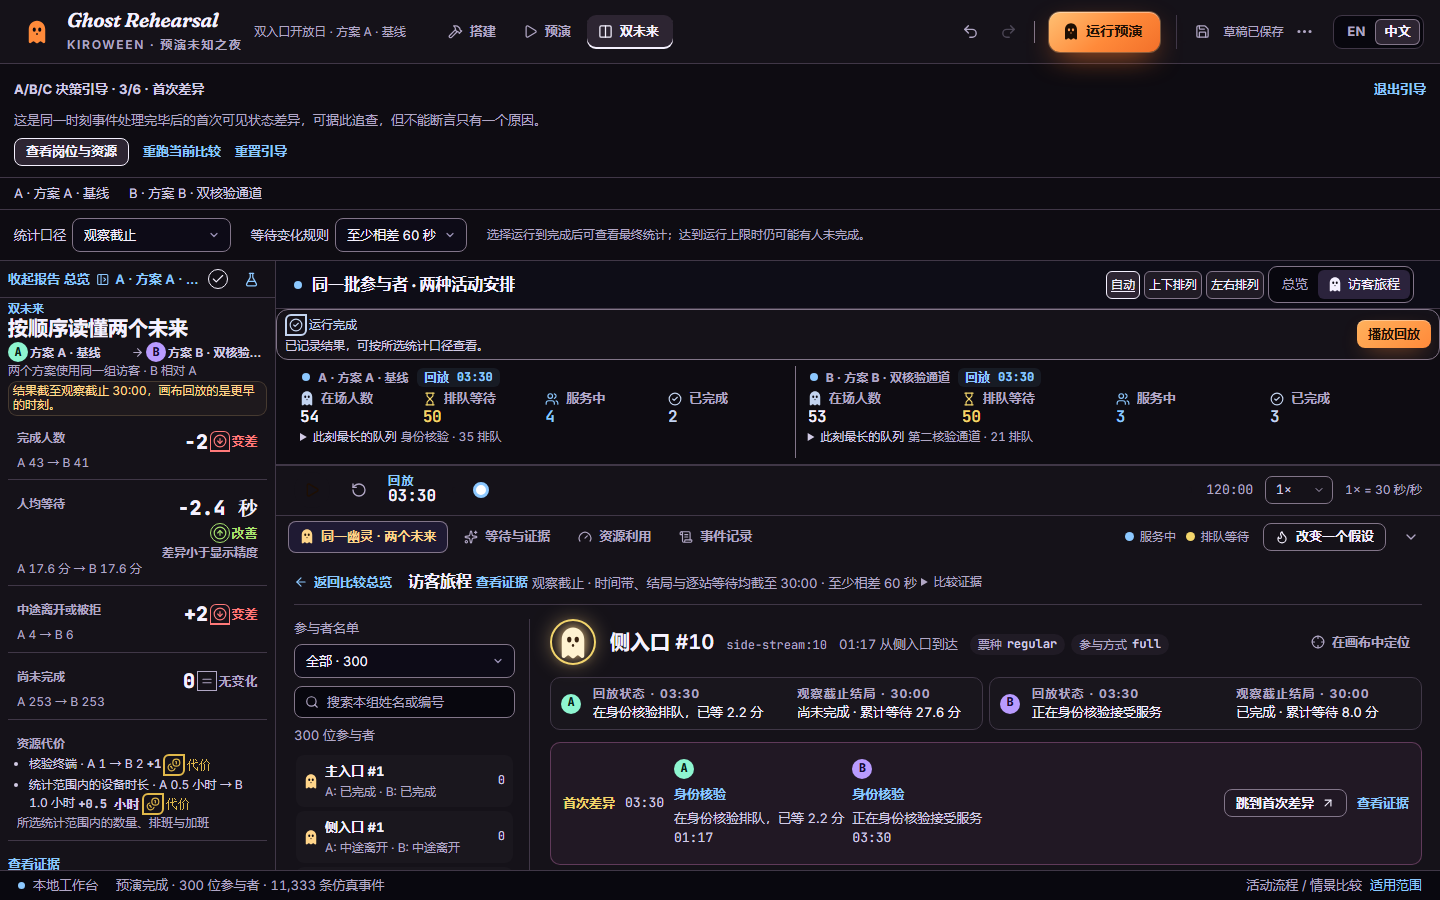 Ghost Rehearsal
KIROWEEN · 预演未知之夜
双入口开放日 · 方案 A · 基线
搭建
预演
双未来
运行预演
草稿已保存
EN
中文
A/B/C 决策引导 · 3/6 · 首次差异
退出引导
这是同一时刻事件处理完毕后的首次可见状态差异，可据此追查，但不能断言只有一个原因。
查看岗位与资源
重跑当前比较
重置引导
A · 方案 A · 基线
B · 方案 B · 双核验通道
统计口径
观察截止
等待变化规则
至少相差 60 秒
选择运行到完成后可查看最终统计；达到运行上限时仍可能有人未完成。
收起报告 总览
A · 方案 A · ...
双未来
按顺序读懂两个未来
A 方案 A · 基线 → B 方案 B · 双核验...
两个方案使用同一组访客 · B 相对 A
结果截至观察截止 30:00，画布回放的是更早的时刻。
完成人数
-2 变差
A 43 → B 41
人均等待
-2.4 秒
改善
差异小于显示精度
A 17.6 分 → B 17.6 分
中途离开或被拒
+2 变差
A 4 → B 6
尚未完成
0 = 无变化
A 253 → B 253
资源代价
• 核验终端 · A 1 → B 2 +1 代价
• 统计范围内的设备时长 · A 0.5 小时 → B 1.0 小时 +0.5 小时 代价
所选统计范围内的数量、排班与加班
查看证据
同一批参与者 · 两种活动安排
自动
上下排列
左右排列
总览
访客旅程
运行完成
已记录结果，可按所选统计口径查看。
播放回放
A · 方案 A · 基线 回放 03:30
在场人数 排队等待 服务中 已完成
54 50 4 2
此刻最长的队列 身份核验 · 35 排队
B · 方案 B · 双核验通道 回放 03:30
在场人数 排队等待 服务中 已完成
53 50 3 3
此刻最长的队列 第二核验通道 · 21 排队
回放
03:30
120:00
1×
1× = 30 秒/秒
同一幽灵 · 两个未来
等待与证据
资源利用
事件记录
服务中
排队等待
改变一个假设
← 返回比较总览
访客旅程 查看证据 观察截止 · 时间带、结局与逐站等待均截至 30:00 · 至少相差 60 秒 比较证据
参与者名单
全部 · 300
搜索本组姓名或编号
300 位参与者
主入口 #1
A: 已完成 · B: 已完成
0
侧入口 #1
A: 中途离开 · B: 中途离开
0
侧入口 #10 side-stream:10 01:17 从侧入口到达 票种 regular 参与方式 full
在画布中定位
A
回放状态 · 03:30
在身份核验排队，已等 2.2 分
观察截止结局 · 30:00
尚未完成 · 累计等待 27.6 分
B
回放状态 · 03:30
正在身份核验接受服务
观察截止结局 · 30:00
已完成 · 累计等待 8.0 分
首次差异 03:30
A
身份核验
在身份核验排队，已等 2.2 分
01:17
B
身份核验
正在身份核验接受服务
03:30
跳到首次差异
查看证据
本地工作台
预演完成 · 300 位参与者 · 11,333 条仿真事件
活动流程 / 情景比较
适用范围